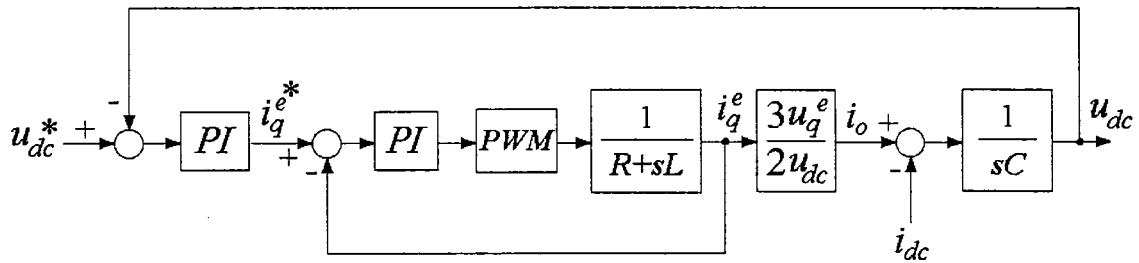 u_dc* + - PI i_q^e* + - PI PWM 1/(R+sL) i_q^e 3u_q^e/2u_dc i_o + - 1/sC u_dc
i_dc